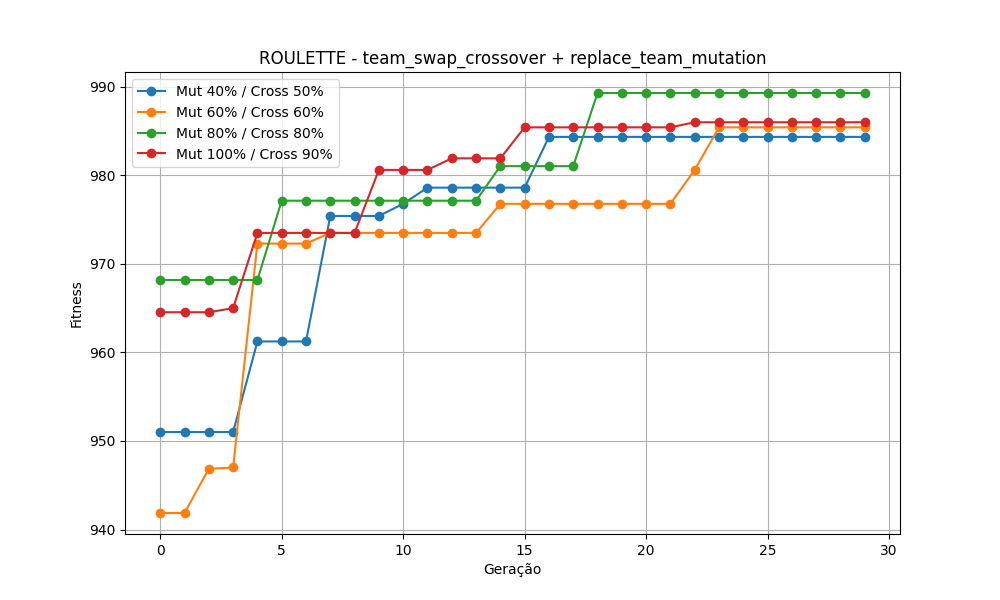 ROULETTE - team_swap_crossover + replace_team_mutation
Mut 40% / Cross 50%
Mut 60% / Cross 60%
Mut 80% / Cross 80%
Mut 100% / Cross 90%
Fitness
990
980
970
960
950
940
0 5 10 15 20 25 30
Geração